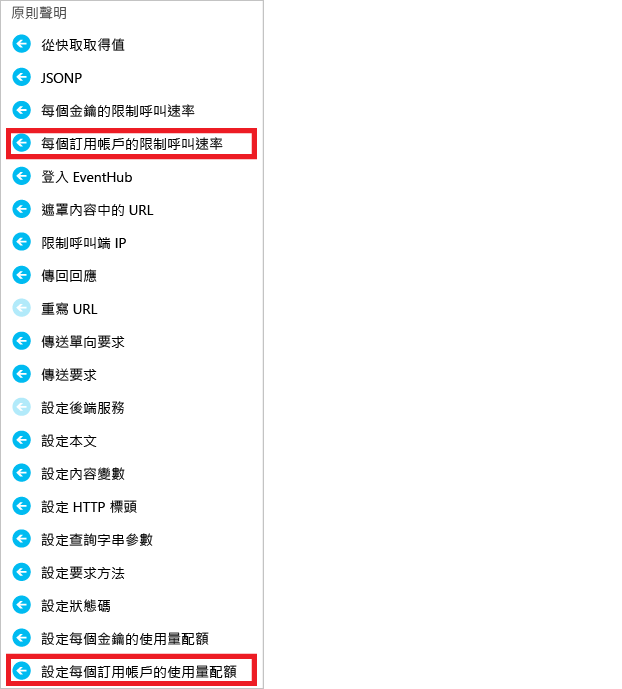 原則聲明
從快取取得值
JSONP
每個金鑰的限制呼叫速率
每個訂用帳戶的限制呼叫速率
登入 EventHub
遮罩內容中的 URL
限制呼叫端 IP
傳回回應
重寫 URL
傳送單向要求
傳送要求
設定後端服務
設定本文
設定內容變數
設定 HTTP 標頭
設定查詢字串參數
設定要求方法
設定狀態碼
設定每個金鑰的使用量配額
設定每個訂用帳戶的使用量配額